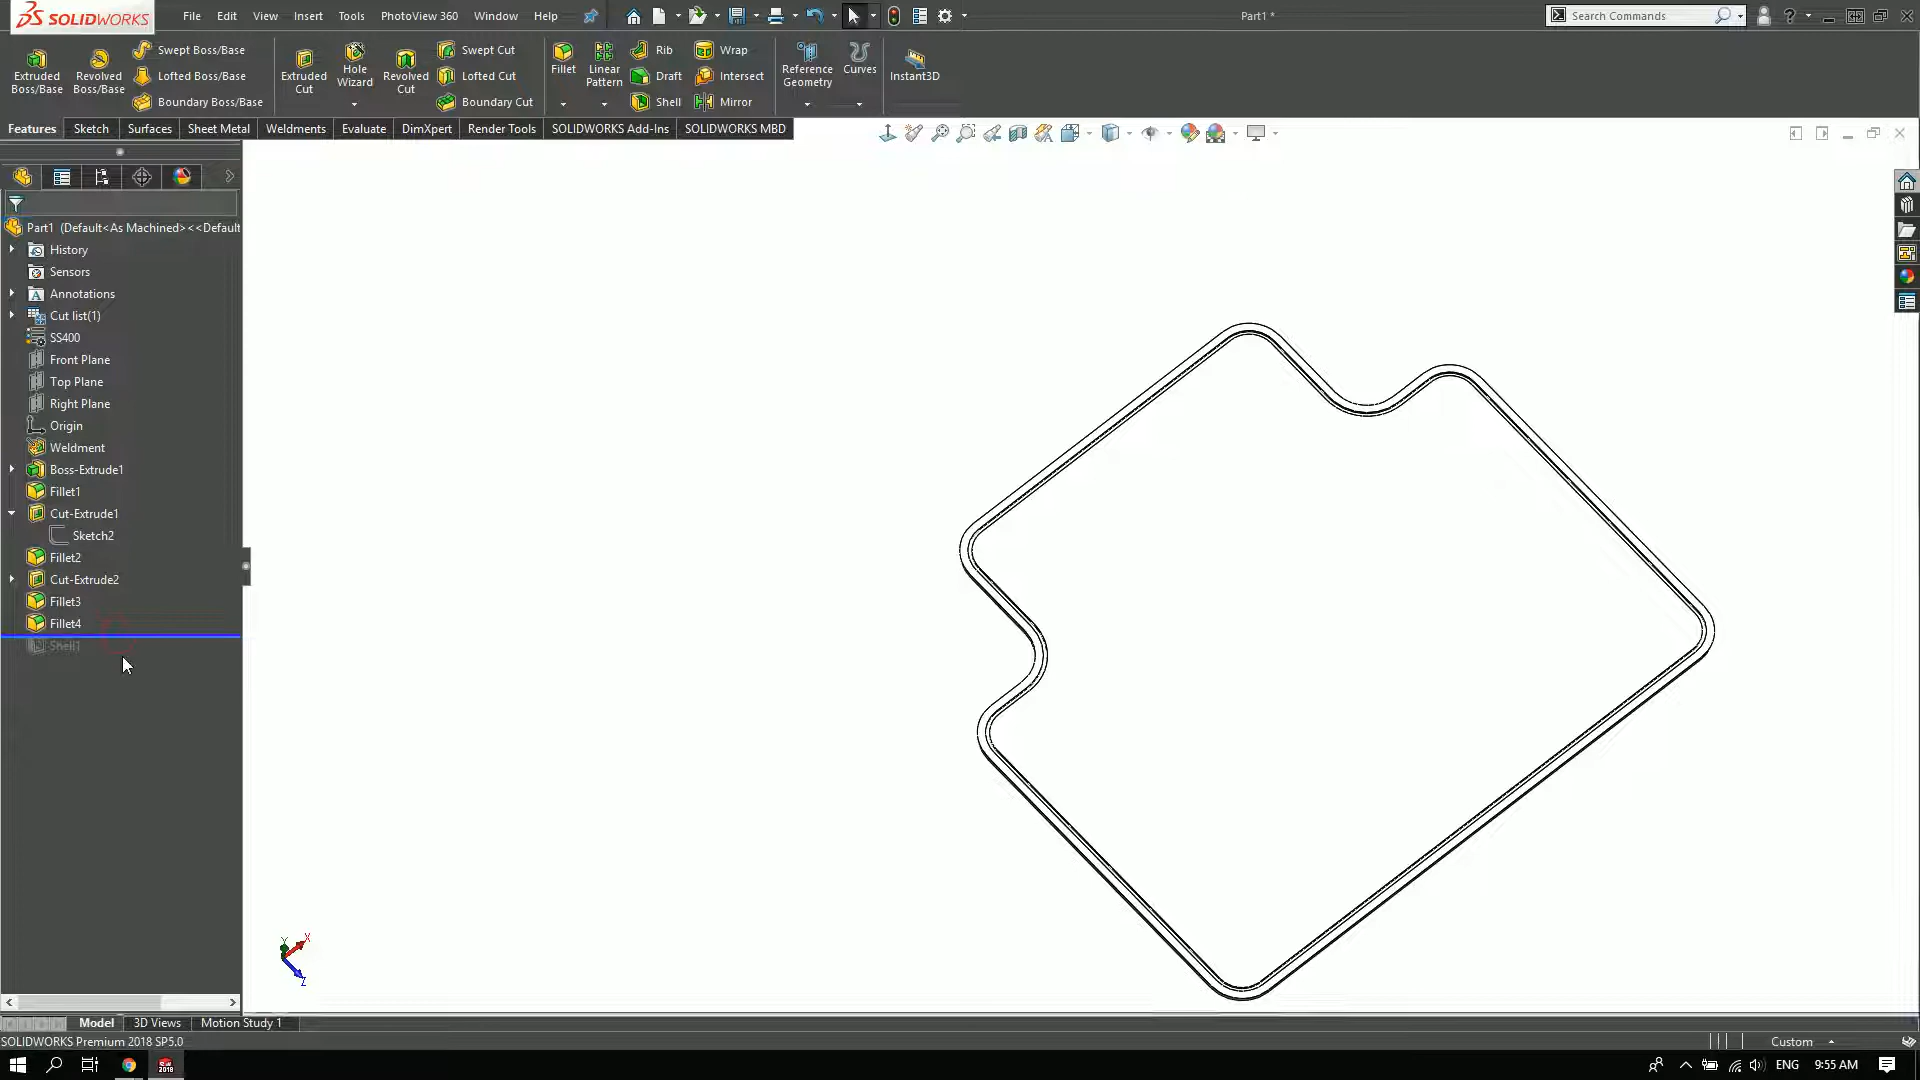 SOLIDWORKS
File Edit View Insert Tools PhotoView 360 Window Help
Part1 *
Search Commands
Extruded Boss/Base
Revolved Boss/Base
Swept Boss/Base
Lofted Boss/Base
Boundary Boss/Base
Extruded Cut
Hole Wizard
Revolved Cut
Swept Cut
Lofted Cut
Boundary Cut
Fillet
Linear Pattern
Rib
Draft
Shell
Wrap
Intersect
Mirror
Reference Geometry
Curves
Instant3D
Features Sketch Surfaces Sheet Metal Weldments Evaluate DimXpert Render Tools SOLIDWORKS Add-Ins SOLIDWORKS MBD
Part1 (Default<As Machined><<Default
History
Sensors
Annotations
Cut list(1)
SS400
Front Plane
Top Plane
Right Plane
Origin
Weldment
Boss-Extrude1
Fillet1
Cut-Extrude1
Sketch2
Fillet2
Cut-Extrude2
Fillet3
Fillet4
Shell1
Y
X
Z
Model 3D Views Motion Study 1
SOLIDWORKS Premium 2018 SP5.0
Custom
2018
ENG
9:55 AM